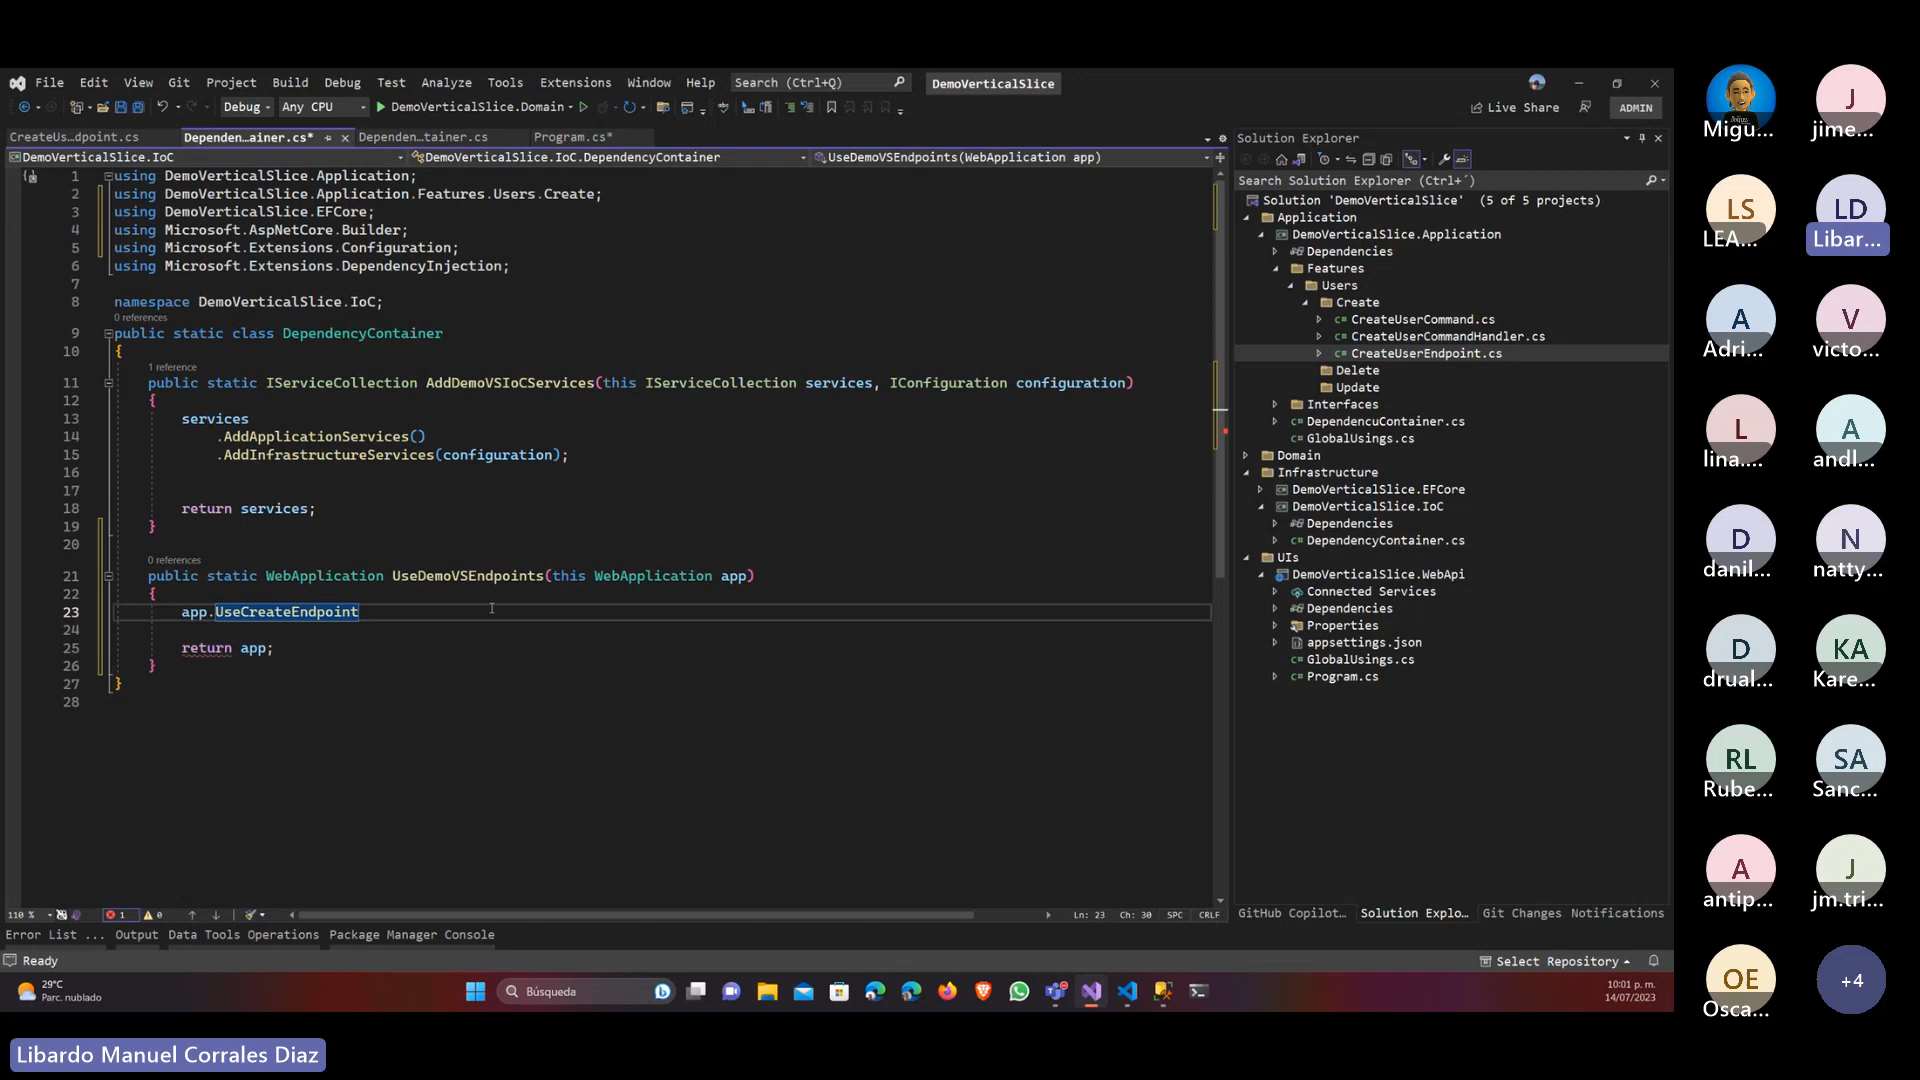 File Edit View Git Project Build Debug Test Analyze Tools Extensions Window Help Search (Ctrl+Q) DemoVerticalSlice
Debug Any CPU DemoVerticalSlice.Domain Live Share ADMIN
CreateUs...dpoint.cs Dependen...ainer.cs* Dependen...tainer.cs Program.cs*
DemoVerticalSlice.IoC DemoVerticalSlice.IoC.DependencyContainer UseDemoVSEndpoints(WebApplication app)
1 using DemoVerticalSlice.Application;
2 using DemoVerticalSlice.Application.Features.Users.Create;
3 using DemoVerticalSlice.EFCore;
4 using Microsoft.AspNetCore.Builder;
5 using Microsoft.Extensions.Configuration;
6 using Microsoft.Extensions.DependencyInjection;
7
8 namespace DemoVerticalSlice.IoC;
0 references
9 public static class DependencyContainer
10 {
1 reference
11 public static IServiceCollection AddDemoVSIoCServices(this IServiceCollection services, IConfiguration configuration)
12 {
13 services
14 .AddApplicationServices()
15 .AddInfrastructureServices(configuration);
16
17
18 return services;
19 }
20
0 references
21 public static WebApplication UseDemoVSEndpoints(this WebApplication app)
22 {
23 app.UseCreateEndpoint
24
25 return app;
26 }
27 }
28
110 % 1 0 Ln: 23 Ch: 30 SPC CRLF
Error List ... Output Data Tools Operations Package Manager Console
Ready Select Repository
Solution Explorer
Search Solution Explorer (Ctrl+´)
Solution 'DemoVerticalSlice' (5 of 5 projects)
Application
DemoVerticalSlice.Application
Dependencies
Features
Users
Create
C# CreateUserCommand.cs
C# CreateUserCommandHandler.cs
C# CreateUserEndpoint.cs
Delete
Update
Interfaces
C# DependencuContainer.cs
C# GlobalUsings.cs
Domain
Infrastructure
DemoVerticalSlice.EFCore
DemoVerticalSlice.IoC
Dependencies
C# DependencyContainer.cs
UIs
DemoVerticalSlice.WebApi
Connected Services
Dependencies
Properties
appsettings.json
C# GlobalUsings.cs
C# Program.cs
GitHub Copilot... Solution Explo... Git Changes Notifications
29°C
Parc. nublado
Búsqueda
10:01 p. m.
14/07/2023
Libardo Manuel Corrales Diaz
Migu...
J
jime...
LS
LEA...
LD
Libar...
A
Adri...
V
victo...
L
lina....
A
andl...
D
danil...
N
natty...
D
drual...
KA
Kare...
RL
Rube...
SA
Sanc...
A
antip...
J
jm.tri...
OE
Osca...
+4